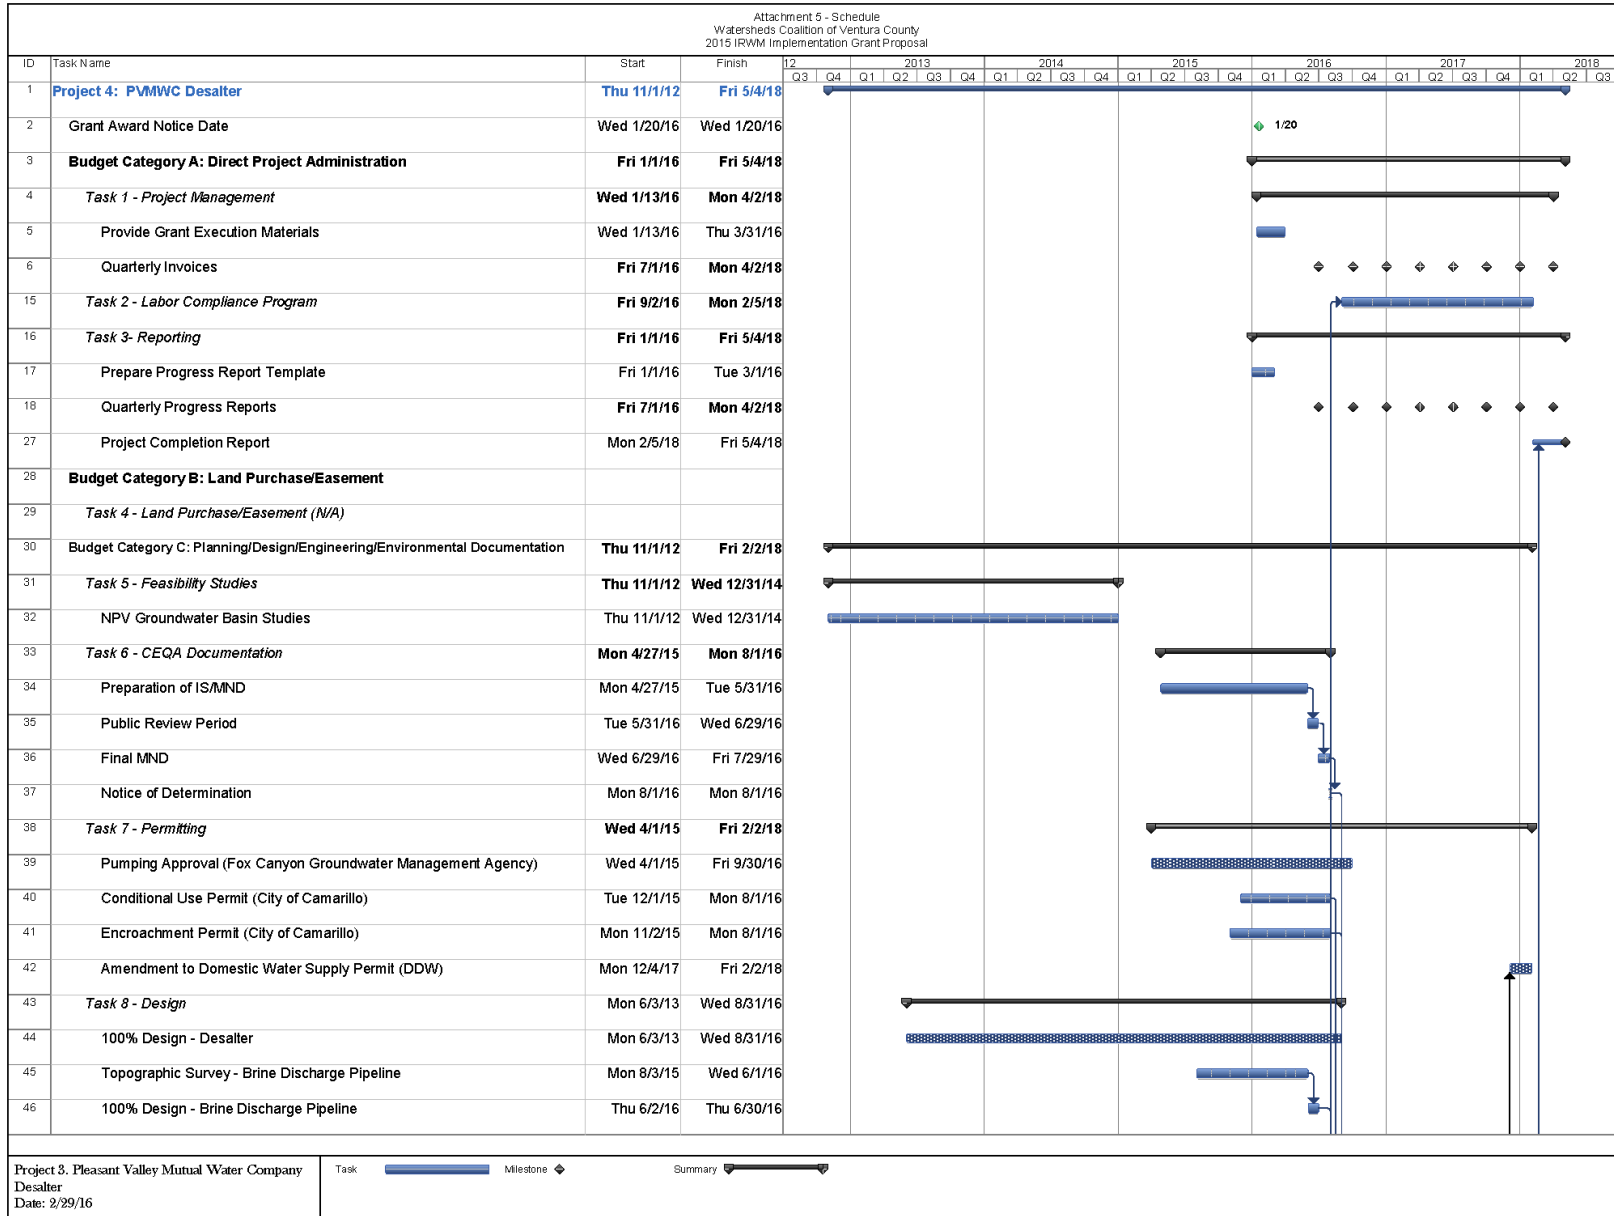 Attachment 5 - Schedule
Watersheds Coalition of Ventura County
2015 IRWM Implementation Grant Proposal
ID Task Name Start Finish 12 2013 2014 2015 2016 2017 2018
Q3 Q4 Q1 Q2 Q3 Q4 Q1 Q2 Q3 Q4 Q1 Q2 Q3 Q4 Q1 Q2 Q3 Q4 Q1 Q2 Q3 Q4 Q1 Q2 Q3
1 Project 4: PVMWC Desalter Thu 11/1/12 Fri 5/4/18
2 Grant Award Notice Date Wed 1/20/16 Wed 1/20/16 1/20
3 Budget Category A: Direct Project Administration Fri 1/1/16 Fri 5/4/18
4 Task 1 - Project Management Wed 1/13/16 Mon 4/2/18
5 Provide Grant Execution Materials Wed 1/13/16 Thu 3/31/16
6 Quarterly Invoices Fri 7/1/16 Mon 4/2/18
15 Task 2 - Labor Compliance Program Fri 9/2/16 Mon 2/5/18
16 Task 3- Reporting Fri 1/1/16 Fri 5/4/18
17 Prepare Progress Report Template Fri 1/1/16 Tue 3/1/16
18 Quarterly Progress Reports Fri 7/1/16 Mon 4/2/18
27 Project Completion Report Mon 2/5/18 Fri 5/4/18
28 Budget Category B: Land Purchase/Easement
29 Task 4 - Land Purchase/Easement (N/A)
30 Budget Category C: Planning/Design/Engineering/Environmental Documentation Thu 11/1/12 Fri 2/2/18
31 Task 5 - Feasibility Studies Thu 11/1/12 Wed 12/31/14
32 NPV Groundwater Basin Studies Thu 11/1/12 Wed 12/31/14
33 Task 6 - CEQA Documentation Mon 4/27/15 Mon 8/1/16
34 Preparation of IS/MND Mon 4/27/15 Tue 5/31/16
35 Public Review Period Tue 5/31/16 Wed 6/29/16
36 Final MND Wed 6/29/16 Fri 7/29/16
37 Notice of Determination Mon 8/1/16 Mon 8/1/16
38 Task 7 - Permitting Wed 4/1/15 Fri 2/2/18
39 Pumping Approval (Fox Canyon Groundwater Management Agency) Wed 4/1/15 Fri 9/30/16
40 Conditional Use Permit (City of Camarillo) Tue 12/1/15 Mon 8/1/16
41 Encroachment Permit (City of Camarillo) Mon 11/2/15 Mon 8/1/16
42 Amendment to Domestic Water Supply Permit (DDW) Mon 12/4/17 Fri 2/2/18
43 Task 8 - Design Mon 6/3/13 Wed 8/31/16
44 100% Design - Desalter Mon 6/3/13 Wed 8/31/16
45 Topographic Survey - Brine Discharge Pipeline Mon 8/3/15 Wed 6/1/16
46 100% Design - Brine Discharge Pipeline Thu 6/2/16 Thu 6/30/16
Project 3. Pleasant Valley Mutual Water Company
Desalter
Date: 2/29/16
Task Milestone Summary